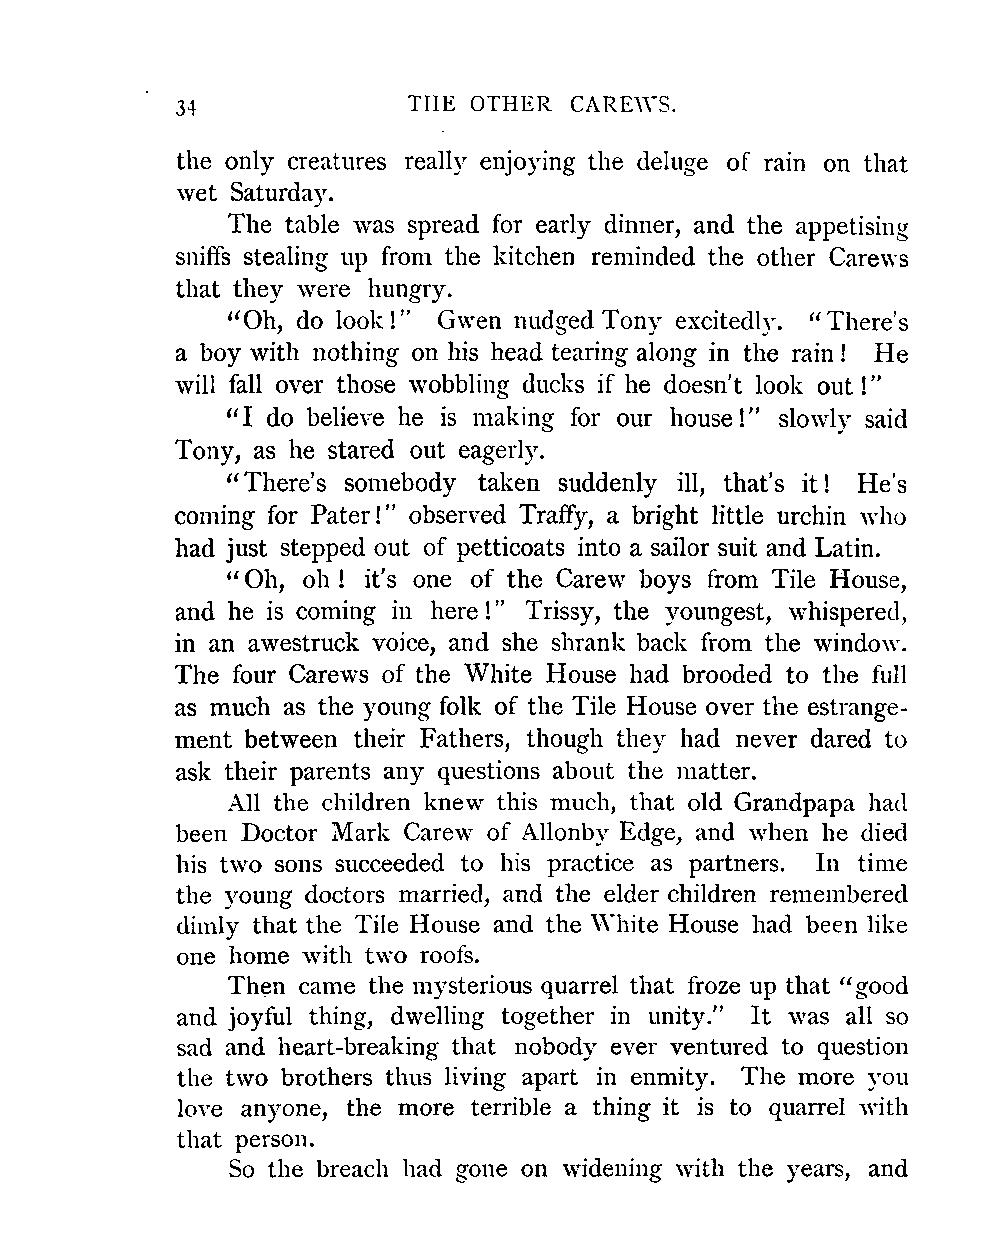 34 THE OTHER CAREWS.
the only creatures really enjoying the deluge of rain on that
wet Saturday.
The table was spread for early dinner, and the appetising
sniffs stealing up from the kitchen reminded the other Carews
that they were hungry.
"Oh, do look!" Gwen nudged Tony excitedly. "There's
a boy with nothing on his head tearing along in the rain! He
will fall over those wobbling ducks if he doesn't look out!"
"I do believe he is making for our house!" slowly said
Tony, as he stared out eagerly.
"There's somebody taken suddenly ill, that's it! He's
coming for Pater!" observed Traffy, a bright little urchin who
had just stepped out of petticoats into a sailor suit and Latin.
"Oh, oh! it's one of the Carew boys from Tile House,
and he is coming in here!" Trissy, the youngest, whispered,
in an awestruck voice, and she shrank back from the window.
The four Carews of the White House had brooded to the full
as much as the young folk of the Tile House over the estrange-
ment between their Fathers, though they had never dared to
ask their parents any questions about the matter.
All the children knew this much, that old Grandpapa had
been Doctor Mark Carew of Allonby Edge, and when he died
his two sons succeeded to his practice as partners. In time
the young doctors married, and the elder children remembered
dimly that the Tile House and the White House had been like
one home with two roofs.
Then came the mysterious quarrel that froze up that "good
and joyful thing, dwelling together in unity." It was all so
sad and heart-breaking that nobody ever ventured to question
the two brothers thus living apart in enmity. The more you
love anyone, the more terrible a thing it is to quarrel with
that person.
So the breach had gone on widening with the years, and